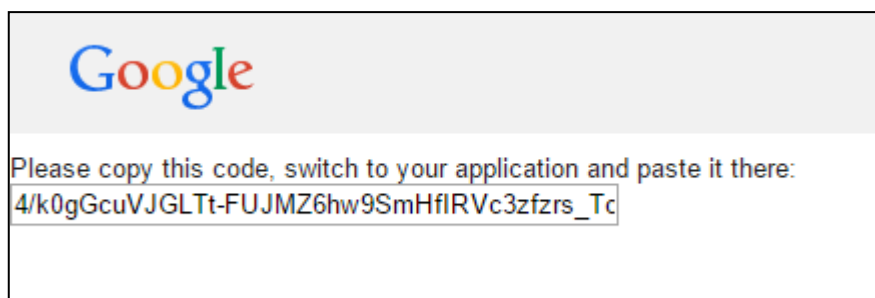 Google
Please copy this code, switch to your application and paste it there:
4/k0gGcuVJGLTt-FUJMZ6hw9SmHfIRVc3zfzrs_Tc